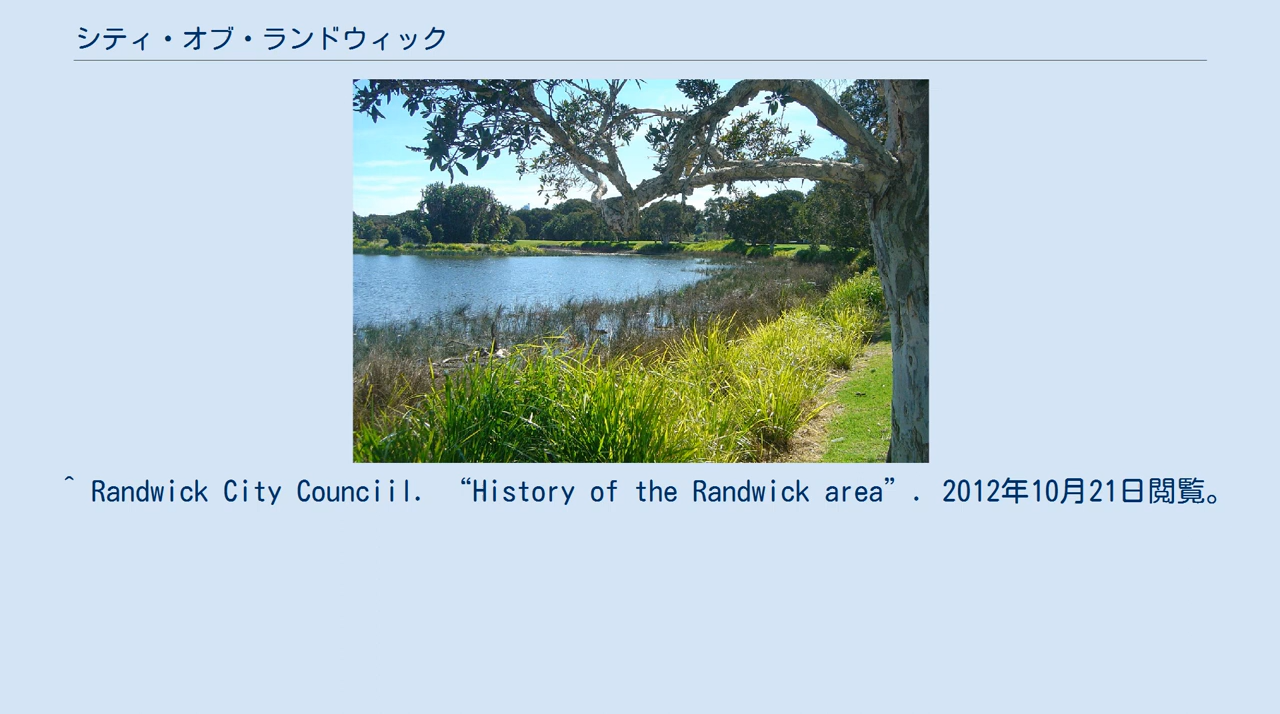 シティ・オブ・ランドウィック
^ Randwick City Counciil. “History of the Randwick area”. 2012年10月21日閲覧。